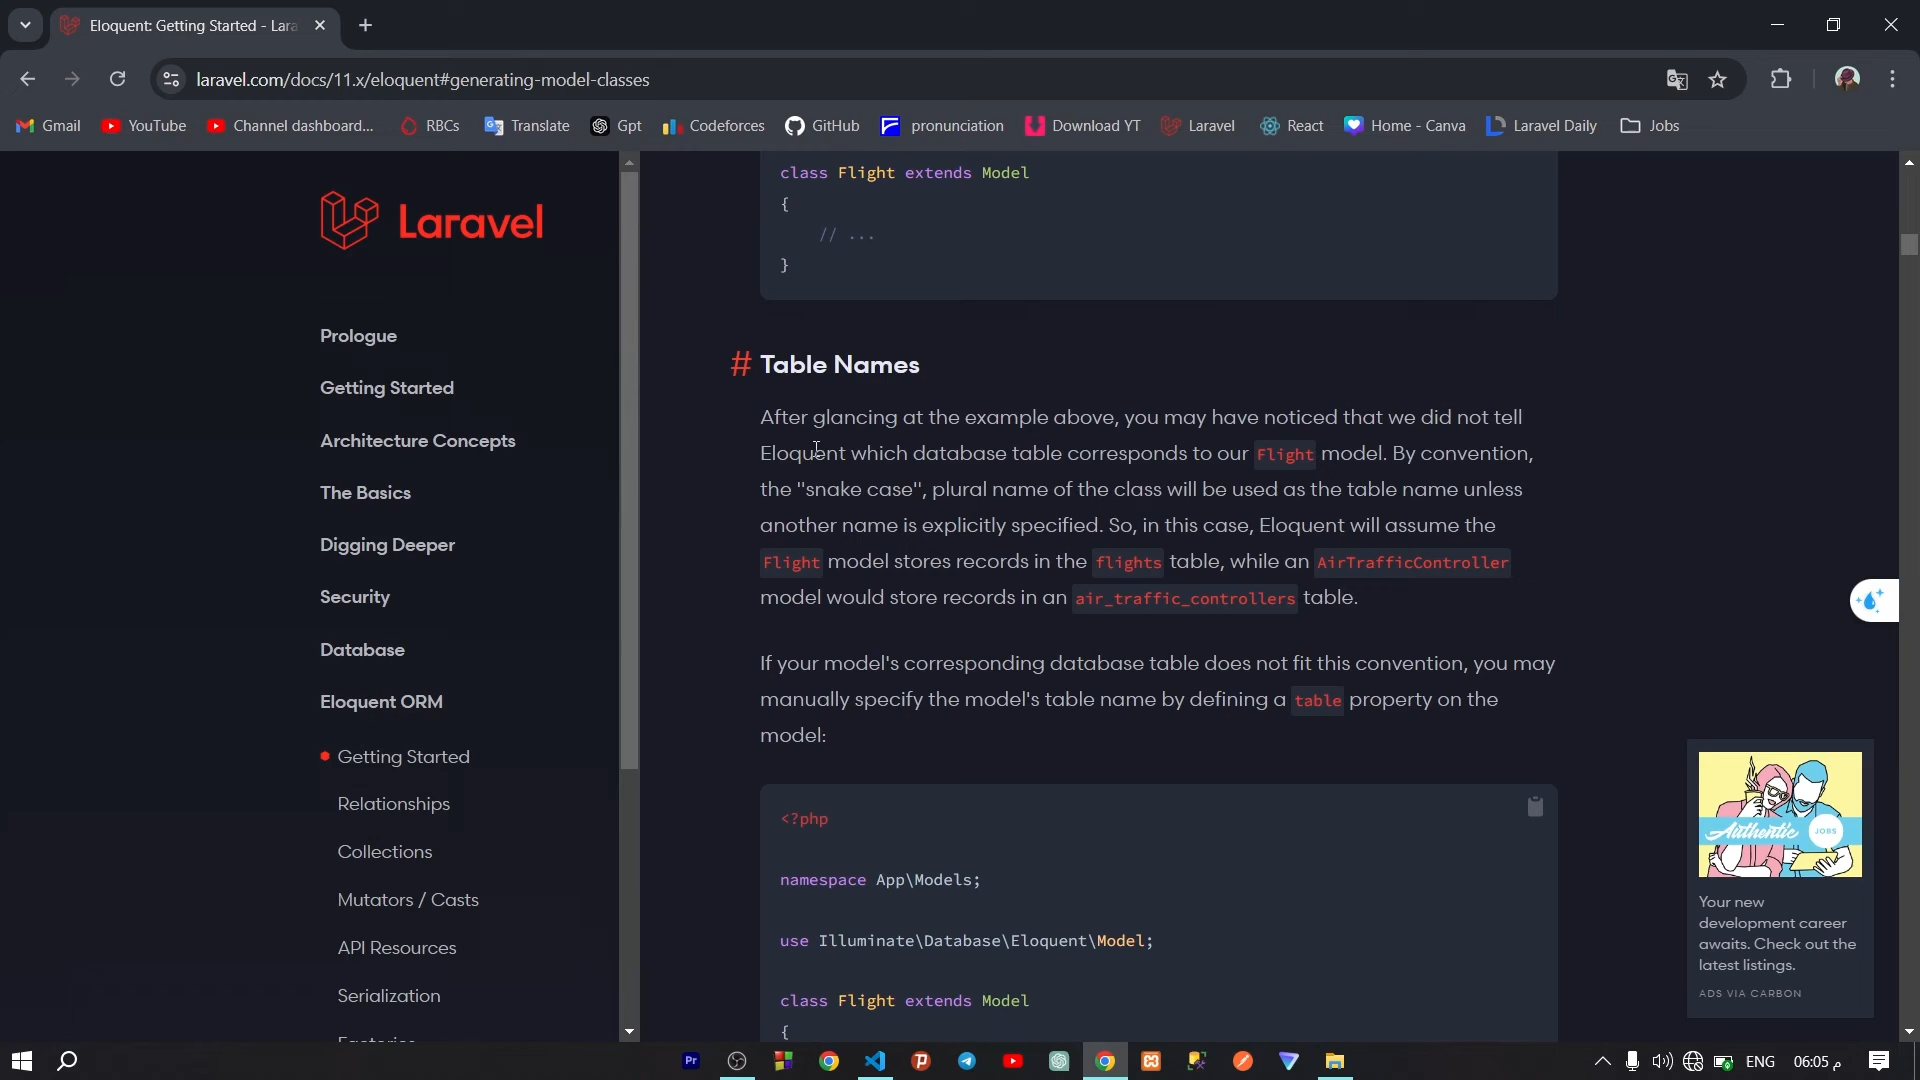 Eloquent: Getting Started - Lara
laravel.com/docs/11.x/eloquent#generating-model-classes
Gmail YouTube Channel dashboard... RBCs Translate Gpt Codeforces GitHub pronunciation Download YT Laravel React Home - Canva Laravel Daily Jobs
Laravel
Prologue
Getting Started
Architecture Concepts
The Basics
Digging Deeper
Security
Database
Eloquent ORM
Getting Started
Relationships
Collections
Mutators / Casts
API Resources
Serialization
Factories
class Flight extends Model
{
// ...
}
# Table Names
After glancing at the example above, you may have noticed that we did not tell
Eloquent which database table corresponds to our Flight model. By convention,
the "snake case", plural name of the class will be used as the table name unless
another name is explicitly specified. So, in this case, Eloquent will assume the
Flight model stores records in the flights table, while an AirTrafficController
model would store records in an air_traffic_controllers table.
If your model's corresponding database table does not fit this convention, you may
manually specify the model's table name by defining a table property on the
model:
<?php
namespace App\Models;
use Illuminate\Database\Eloquent\Model;
class Flight extends Model
{
Authentic JOBS
Your new
development career
awaits. Check out the
latest listings.
ADS VIA CARBON
Pr
ENG 06:05 م